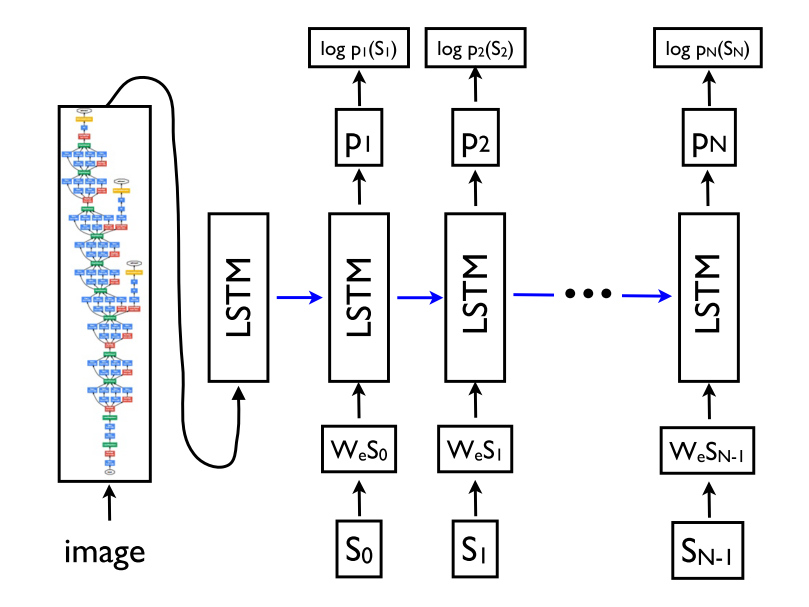 log p1(S1) log p2(S2) log pN(SN)
p1 p2 pN
LSTM LSTM LSTM LSTM
WeS0 WeS1 WeSN-1
image S0 S1 SN-1